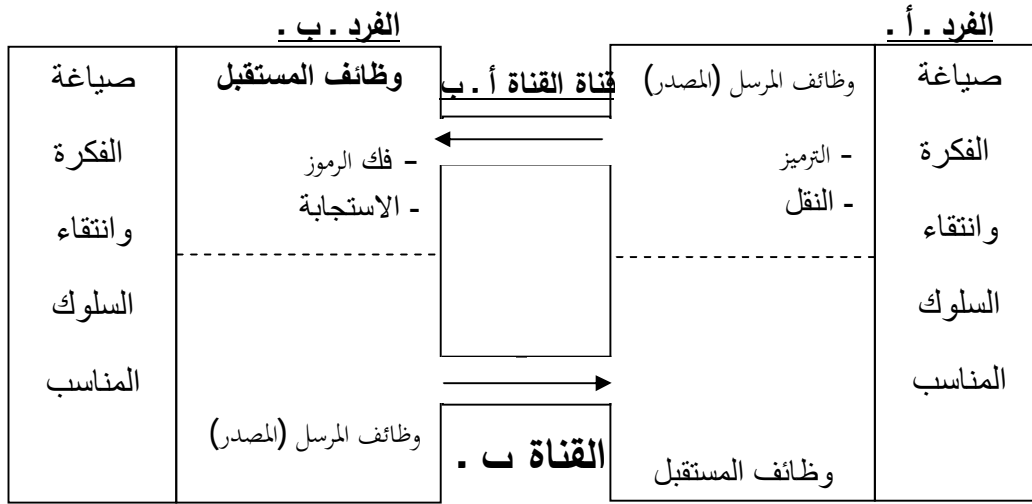 الفرد . أ .
الفرد . ب .
صياغة
الفكرة
وانتقاء
السلوك
المناسب
وظائف المرسل (المصدر)
- الترميز
- النقل
وظائف المستقبل
قناة القناة أ . ب
القناة ب .
وظائف المستقبل
- فك الرموز
- الاستجابة
وظائف المرسل (المصدر)
صياغة
الفكرة
وانتقاء
السلوك
المناسب